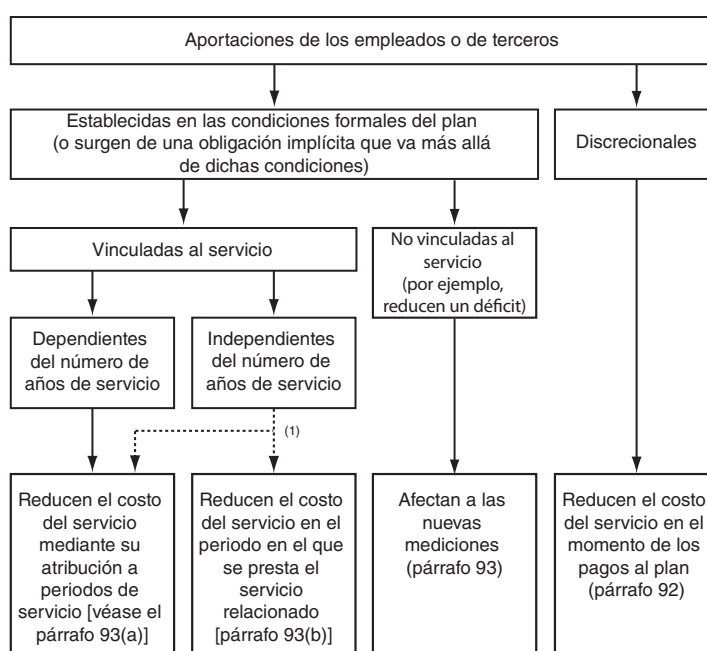 Aportaciones de los empleados o de terceros
Establecidas en las condiciones formales del plan
(o surgen de una obligación implícita que va más allá
de dichas condiciones)
Discrecionales
Vinculadas al servicio
No vinculadas al
servicio
(por ejemplo,
reducen un déficit)
Dependientes
del número de
años de servicio
Independientes
del número de
años de servicio
(1)
Reducen el costo
del servicio
mediante su
atribución a
periodos de
servicio [véase el
párrafo 93(a)]
Reducen el costo
del servicio en el
periodo en el que
se presta el
servicio
relacionado
[párrafo 93(b)]
Afectan a las
nuevas
mediciones
(párrafo 93)
Reducen el costo
del servicio en el
momento de los
pagos al plan
(párrafo 92)